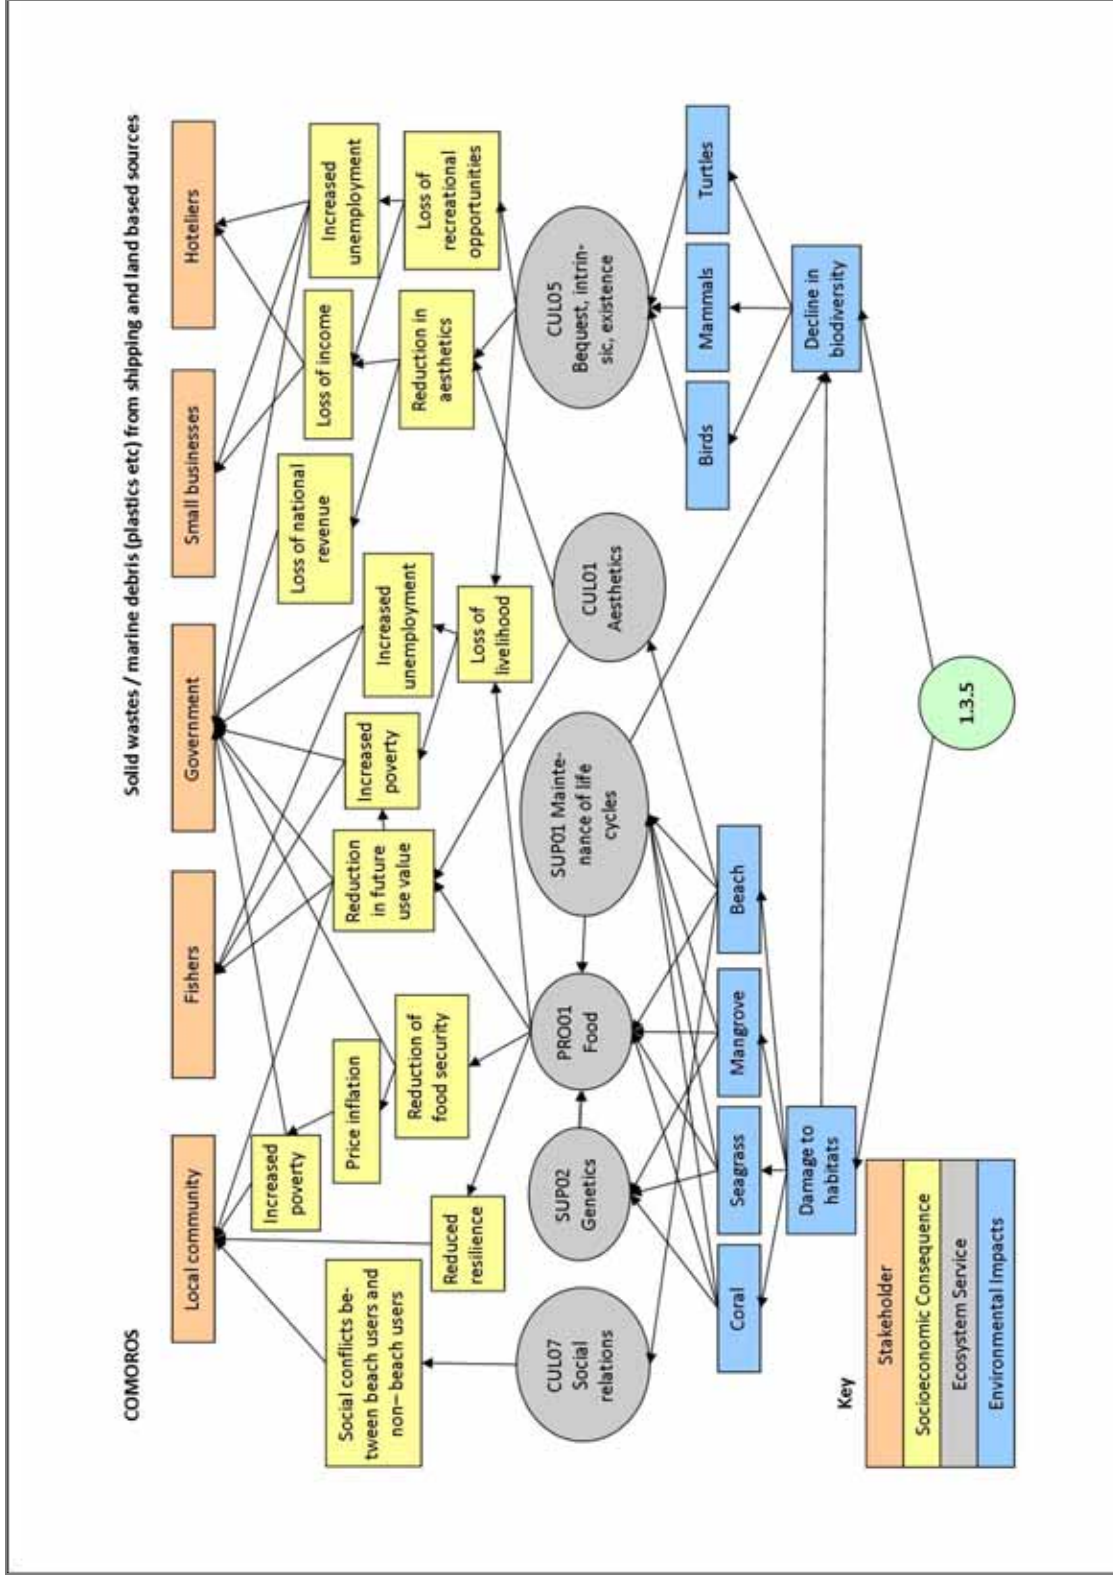 COMOROS
Solid wastes / marine debris (plastics etc) from shipping and land based sources
Local community
Fishers
Government
Small businesses
Hoteliers
Increased
poverty
Loss of national
revenue
Loss of income
Increased
unemployment
Social conflicts be-
tween beach users and
non– beach users
Price inflation
Reduction
in future
use value
Increased
poverty
Increased
unemployment
Reduced
resilience
Reduction of
food security
Loss of
livelihood
Reduction in
aesthetics
Loss of
recreational
opportunities
CUL07
Social
relations
SUP02
Genetics
PRO01
Food
SUP01 Mainte-
nance of life
cycles
CUL01
Aesthetics
CUL05
Bequest, intrin-
sic, existence
Coral
Seagrass
Mangrove
Beach
Birds
Mammals
Turtles
Damage to
habitats
Decline in
biodiversity
1.3.5
Key
Stakeholder
Socioeconomic Consequence
Ecosystem Service
Environmental Impacts